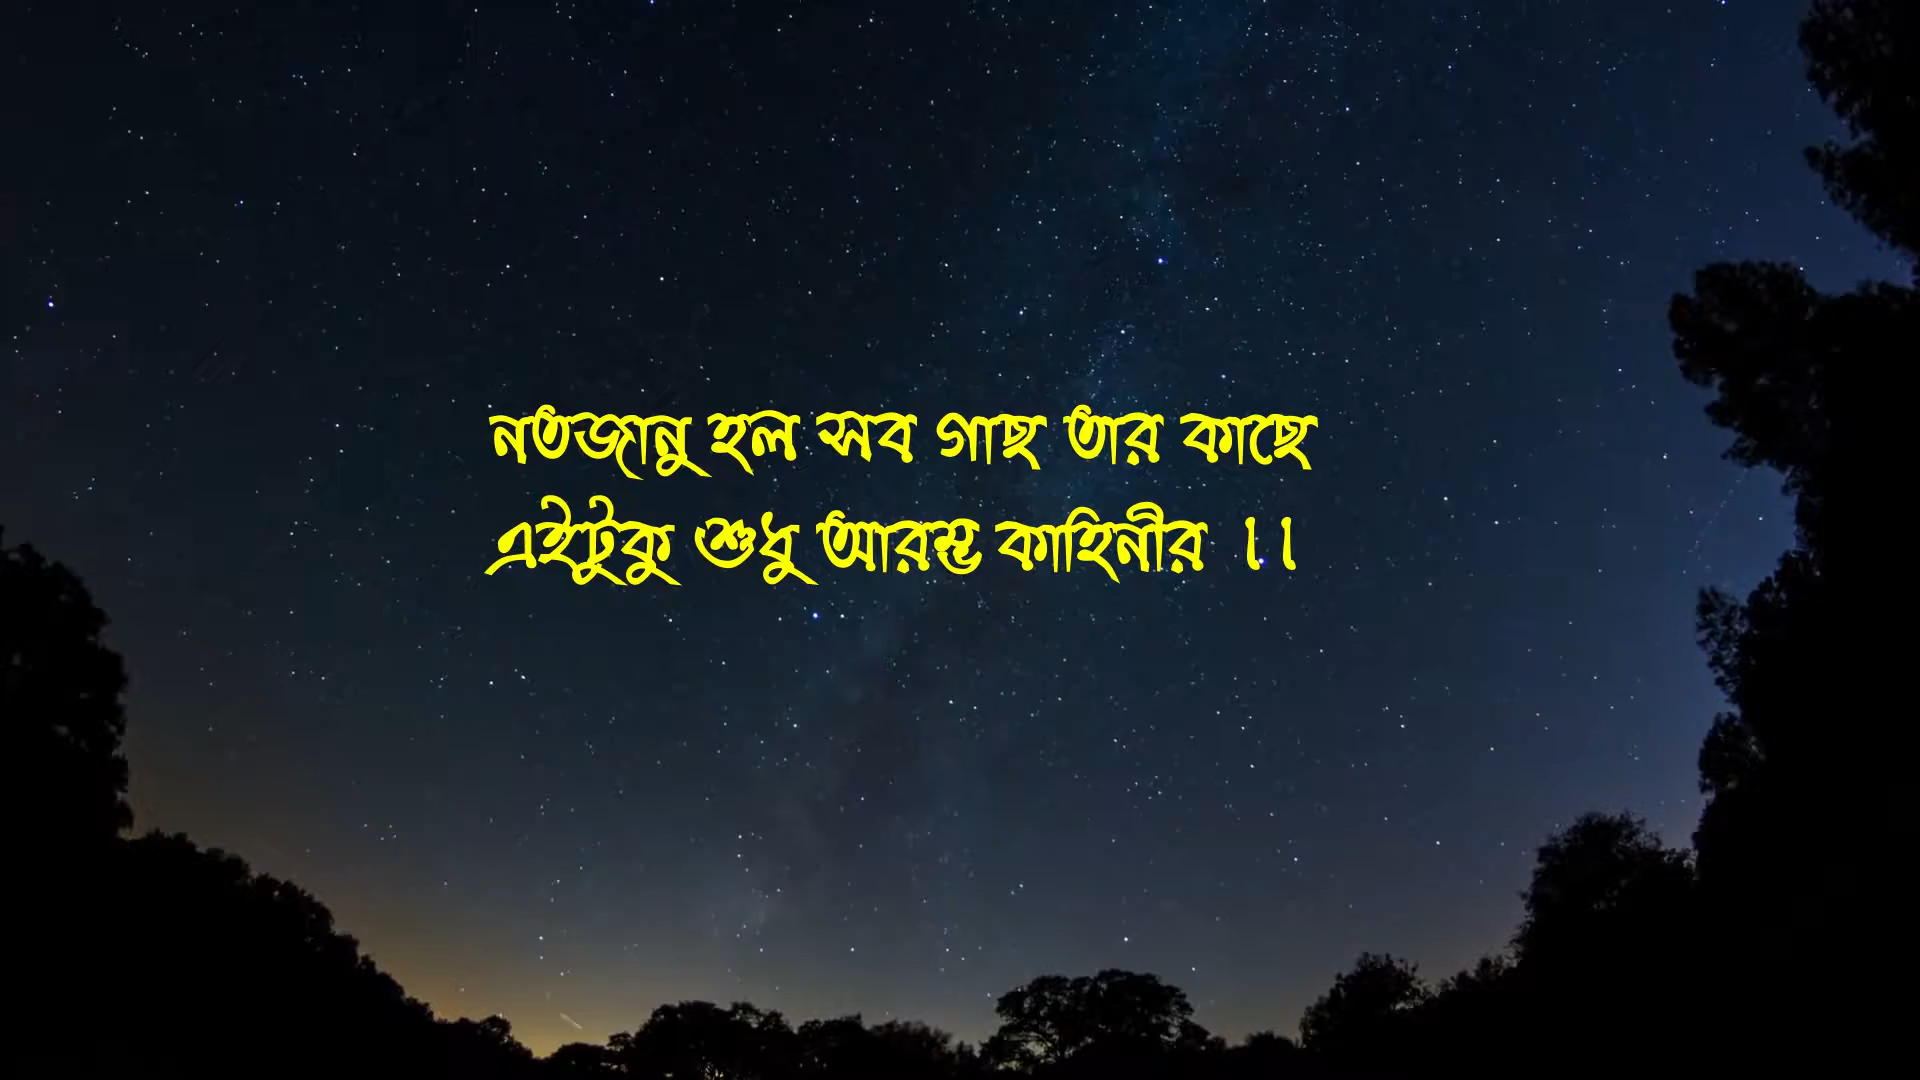 নতজানু হল সব গাছ তার কাছে
এইটুকু শুধু আরম্ভ কাহিনীর ।।